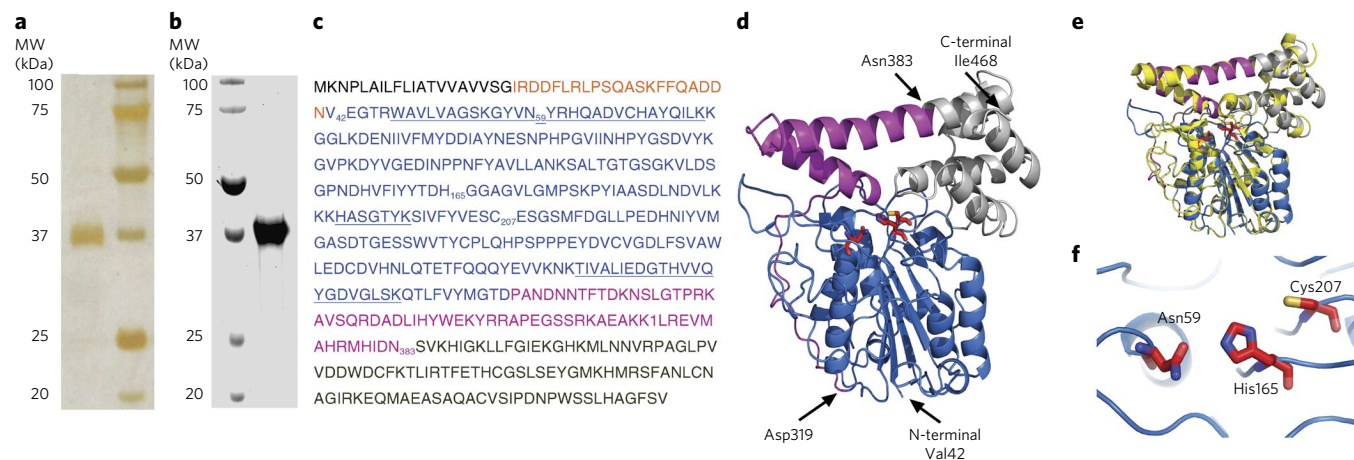 a
MW
(kDa)
100
75
50
37
25
20
b
MW
(kDa)
100
75
50
37
25
20
c
MKNPLAILFLIATVVAVVSGIRDDFLRLPSQASKFFQADD
NV42EGTRWAVLVAGSKGYVN59YRHQADVCHAYQILKK
GGLKDENIIVFMYDDIAYNESNPHPGVIINHPYGSDVYK
GVPKDYVGEDINPPNFYAVLLANKSALTGTGSGKVLDS
GPNDHVFIYYTDH165GGAGVLGMPSKPYIAASDLNDVLK
KKHASGTYKSIVFYVESC207ESGSMFDGLLPEDHNIYVM
GASDTGESSWVTYCPLQHPSPPPEYDVCVGDLFSVAW
LEDCDVHNLQTETFQQQYEVVKNKTIVALIEDGTHVVQ
YGDVGLSKQTLFVYMGTDPANDNNTFTDKNSLGTPRK
AVSQRDADLIHYWEKYRRAPEGSSRKAEAKK1LREVM
AHRMHIDN383SVKHIGKLLFGIEKGHKMLNNVRPAGLPV
VDDWDCFKTLIRTFETHCGSLSEYGMKHMRSFANLCN
AGIRKEQMAEASAQACVSIPDNPWSSLHAGFSV
d
Asn383
C-terminal
Ile468
Asp319
N-terminal
Val42
e
f
Asn59
His165
Cys207